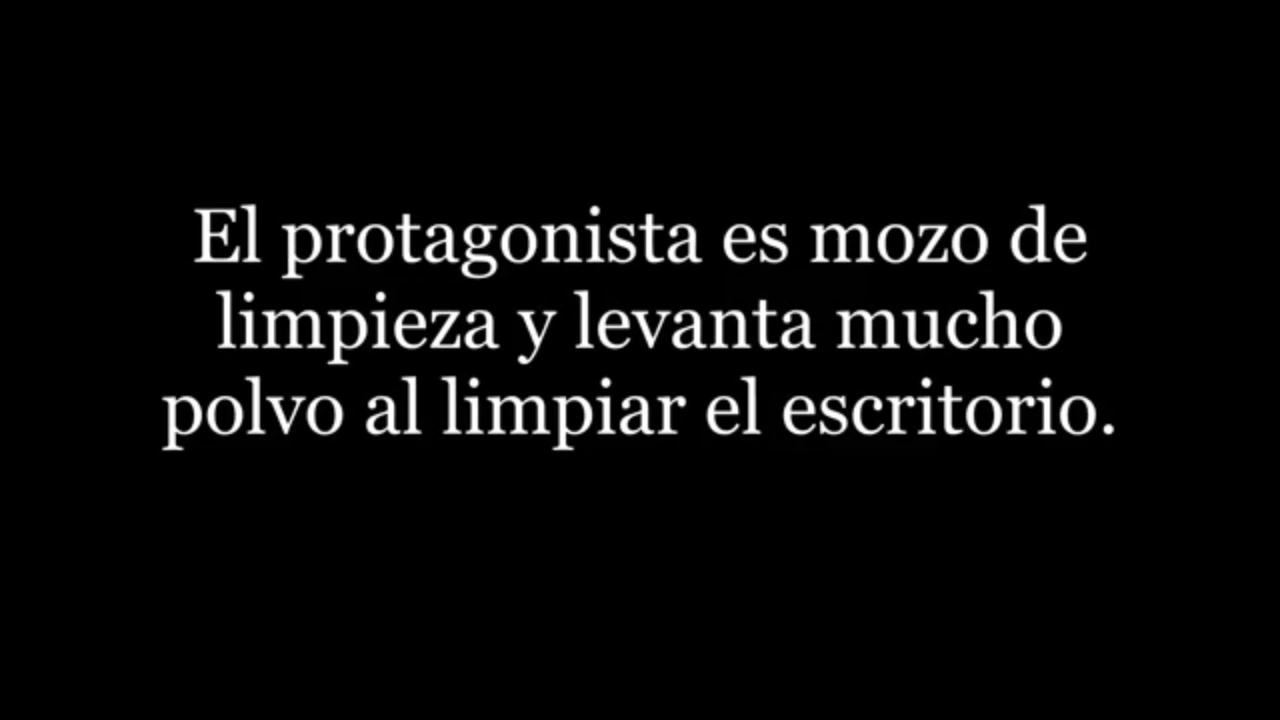 El protagonista es mozo de
limpieza y levanta mucho
polvo al limpiar el escritorio.